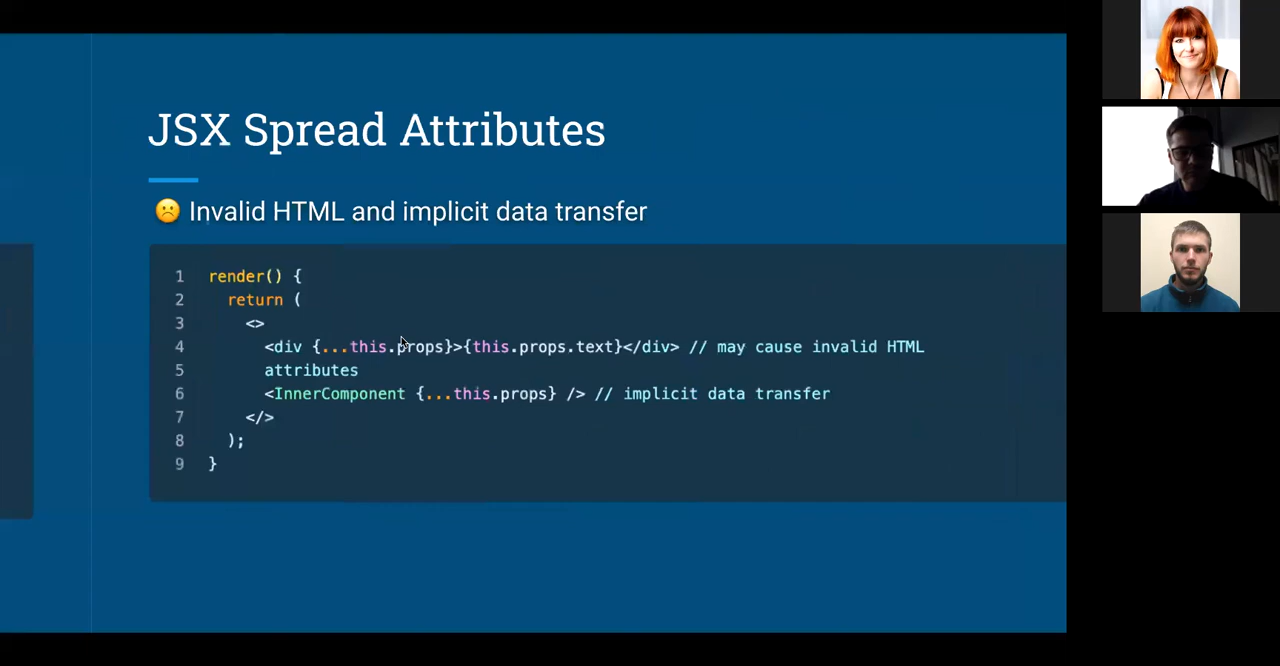 JSX Spread Attributes
☹️ Invalid HTML and implicit data transfer
1 render() {
2 return (
3 <>
4 <div {...this.props}>{this.props.text}</div> // may cause invalid HTML
5 attributes
6 <InnerComponent {...this.props} /> // implicit data transfer
7 </>
8 );
9 }